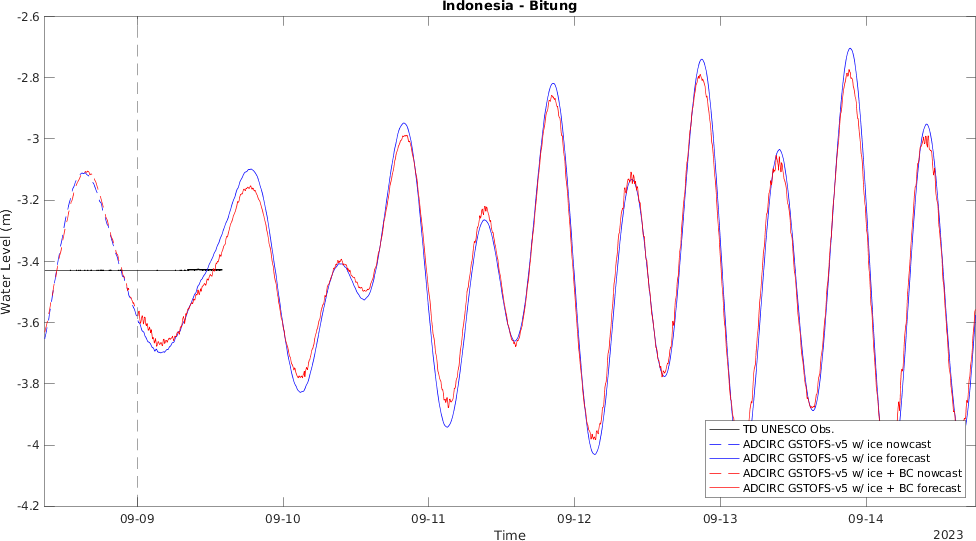 Indonesia - Bitung
-2.6
-2.8
-3
-3.2
-3.4
-3.6
-3.8
-4
-4.2
Water Level (m)
09-09
09-10
09-11
09-12
09-13
09-14
Time
2023
TD UNESCO Obs.
ADCIRC GSTOFS-v5 w/ ice nowcast
ADCIRC GSTOFS-v5 w/ ice forecast
ADCIRC GSTOFS-v5 w/ ice + BC nowcast
ADCIRC GSTOFS-v5 w/ ice + BC forecast